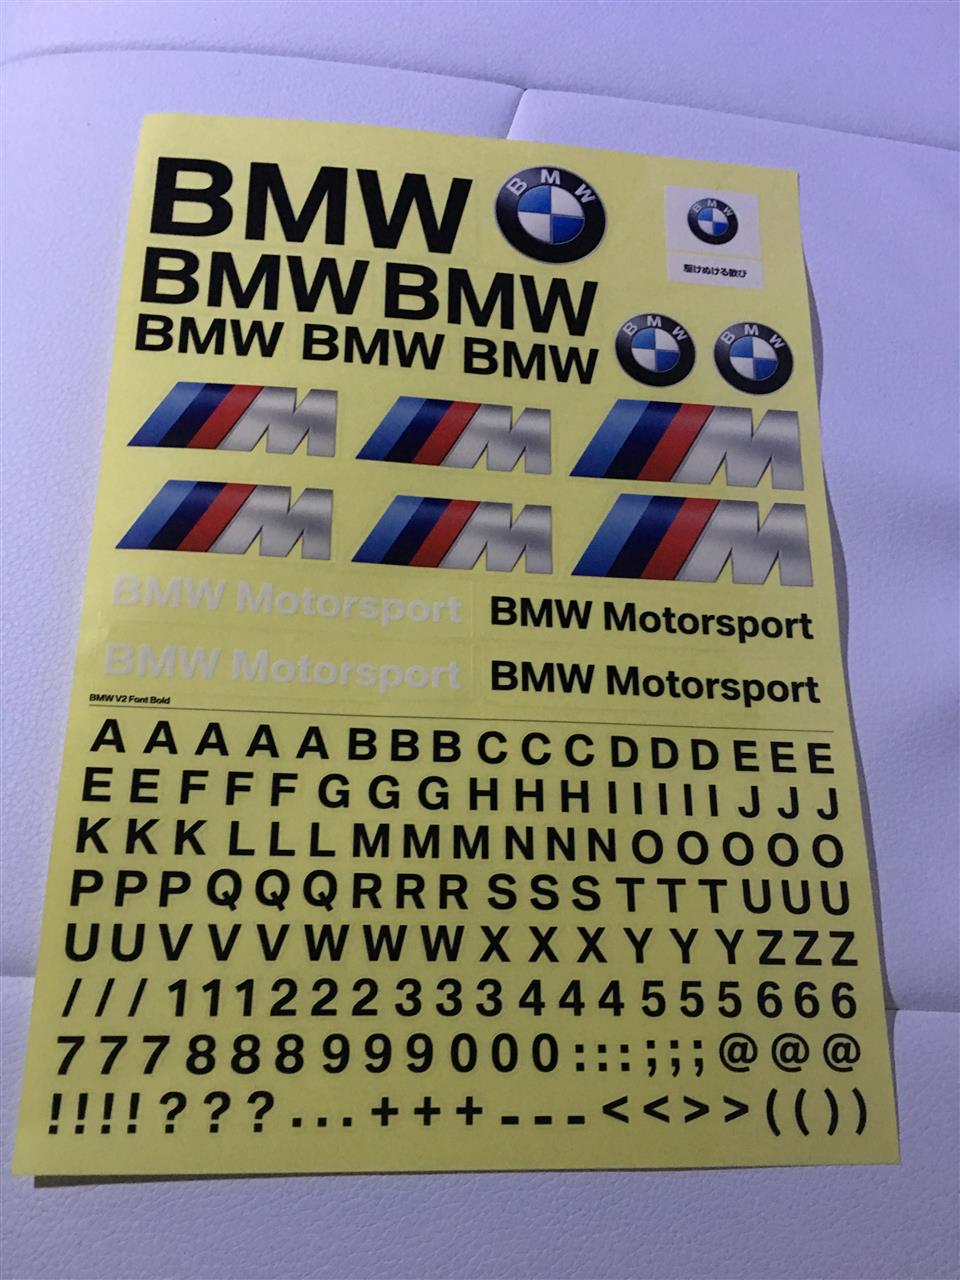 BMW BMW BMW
駆けぬける歓び
BMW BMW
BMW BMW BMW BMW BMW
M M M
M M M
BMW Motorsport BMW Motorsport
BMW Motorsport BMW Motorsport
BMW V2 Font Bold
A A A A A B B B C C C D D D E E E
E E F F F G G G H H H I I I I I J J J
K K K L L L M M M N N N O O O O O
P P P Q Q Q R R R S S S T T T U U U
U U V V V W W W X X X Y Y Y Z Z Z
/ / / 1 1 1 2 2 2 3 3 3 4 4 4 5 5 5 6 6 6
7 7 7 8 8 8 9 9 9 0 0 0 : : : ; ; ; @ @ @
! ! ! ! ? ? ? . . . + + + - - - < < > > ( ( ) )